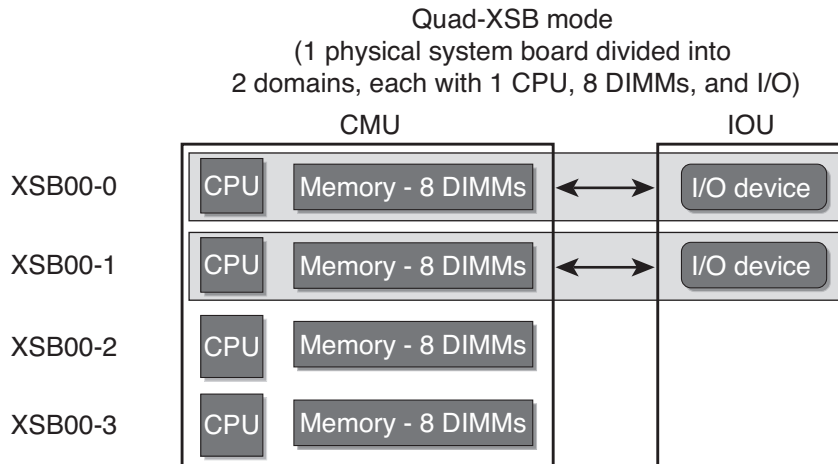 Quad-XSB mode
(1 physical system board divided into
2 domains, each with 1 CPU, 8 DIMMs, and I/O)
CMU IOU
XSB00-0 CPU Memory - 8 DIMMs I/O device
XSB00-1 CPU Memory - 8 DIMMs I/O device
XSB00-2 CPU Memory - 8 DIMMs
XSB00-3 CPU Memory - 8 DIMMs